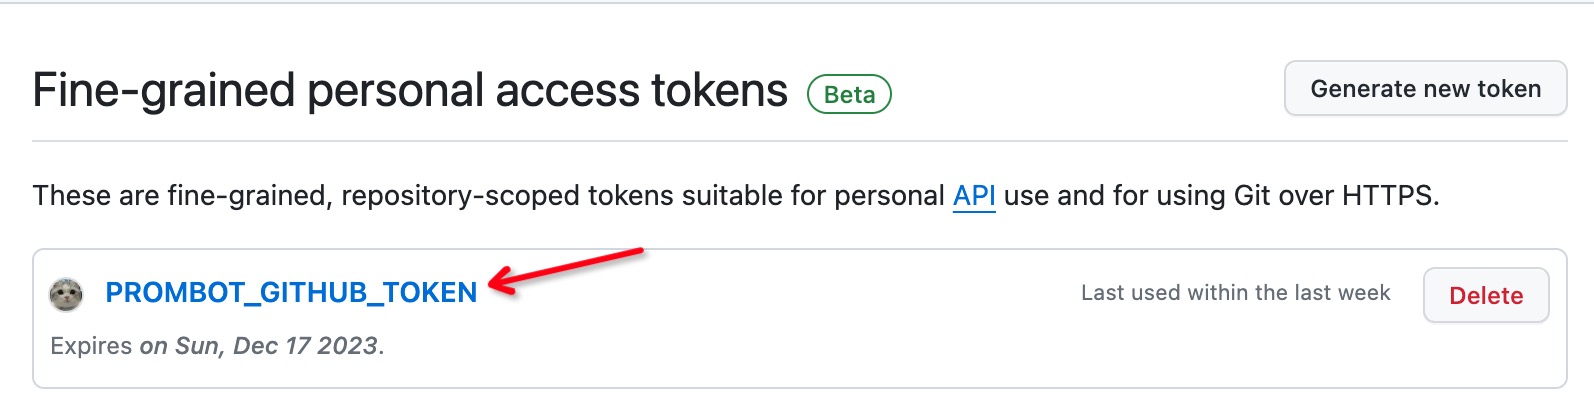 Fine-grained personal access tokens Beta Generate new token
These are fine-grained, repository-scoped tokens suitable for personal API use and for using Git over HTTPS.
PROMBOT_GITHUB_TOKEN Last used within the last week Delete
Expires on Sun, Dec 17 2023.